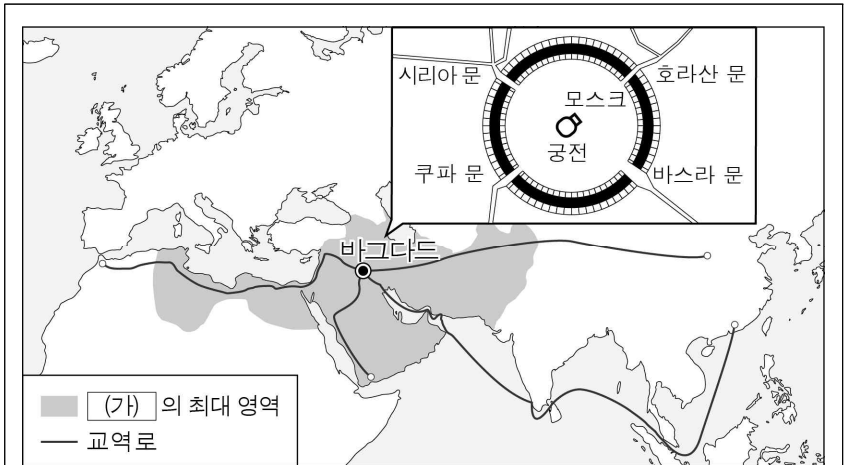 시리아 문
호라산 문
모스크
궁전
쿠파 문
바스라 문
바그다드
(가) 의 최대 영역
교역로